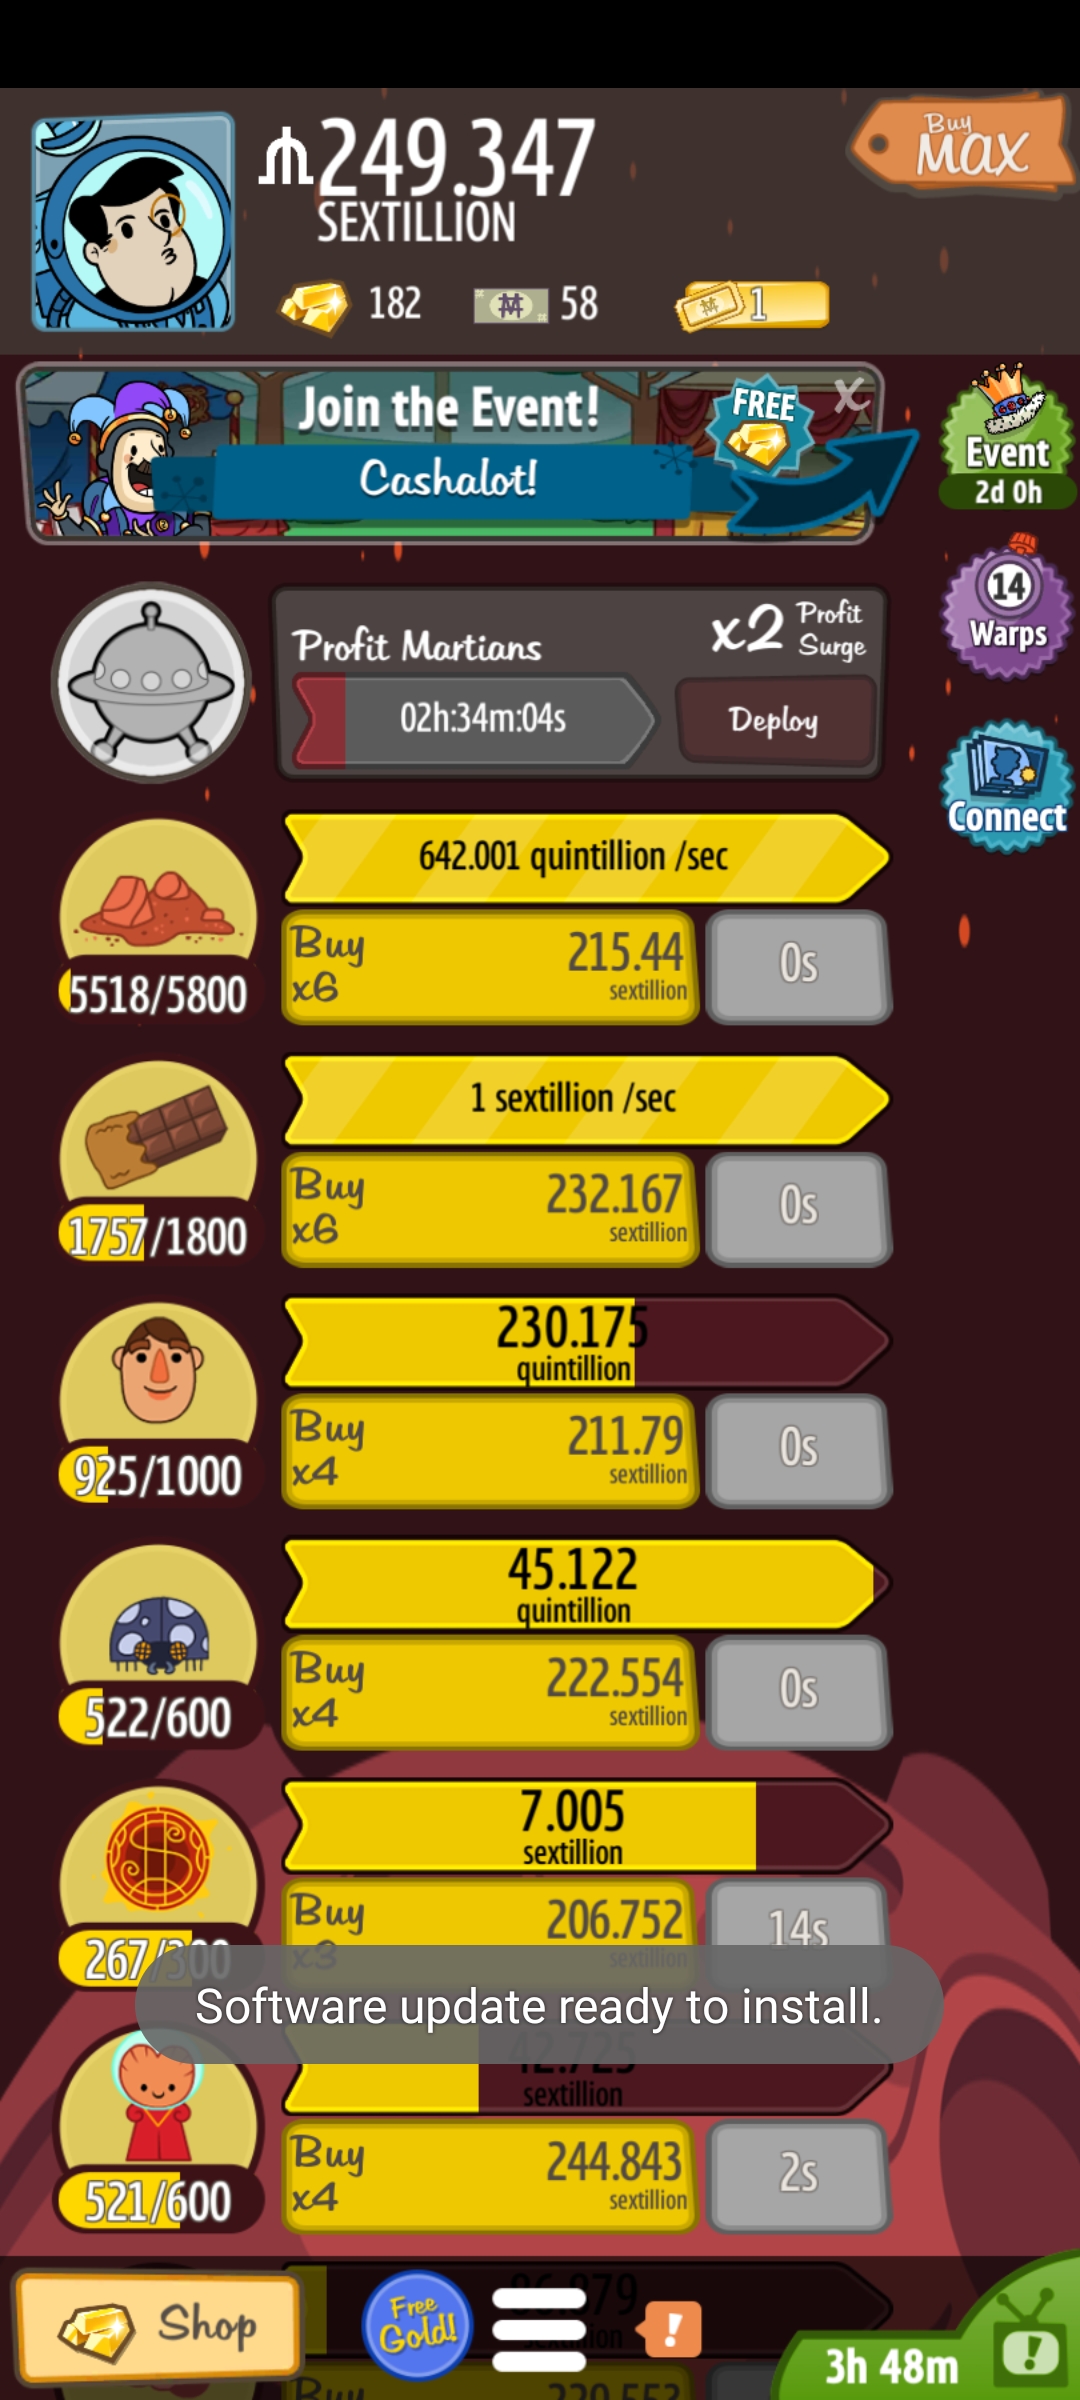 249.347
SEXTILLION
Buy
MAX
182
58
1
Join the Event!
FREE
X
Cashalot!
Event
2d 0h
14
Warps
Connect
Profit Martians
x2
Profit
Surge
02h:34m:04s
Deploy
642.001 quintillion /sec
Buy
x6
215.44
sextillion
0s
5518/5800
1 sextillion /sec
Buy
x6
232.167
sextillion
0s
1757/1800
230.175
quintillion
Buy
x4
211.79
sextillion
0s
925/1000
45.122
quintillion
Buy
x4
222.554
sextillion
0s
522/600
7.005
sextillion
Buy
x3
206.752
sextillion
14s
267/300
Software update ready to install.
42.725
sextillion
Buy
x4
244.843
sextillion
2s
521/600
Shop
Free
Gold!
!
3h 48m
!
Buy